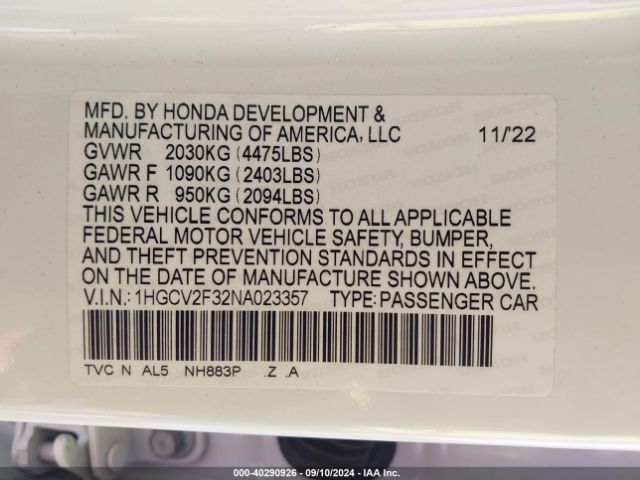 MFD. BY HONDA DEVELOPMENT &
MANUFACTURING OF AMERICA, LLC 11/'22
GVWR 2030KG (4475LBS)
GAWR F 1090KG (2403LBS)
GAWR R 950KG (2094LBS)
THIS VEHICLE CONFORMS TO ALL APPLICABLE
FEDERAL MOTOR VEHICLE SAFETY, BUMPER,
AND THEFT PREVENTION STANDARDS IN EFFECT
ON THE DATE OF MANUFACTURE SHOWN ABOVE.
V.I.N.: 1HGCV2F32NA023357 TYPE: PASSENGER CAR
TVC N AL5 NH883P .Z .A
000-40290926 - 09/10/2024 - IAA Inc.